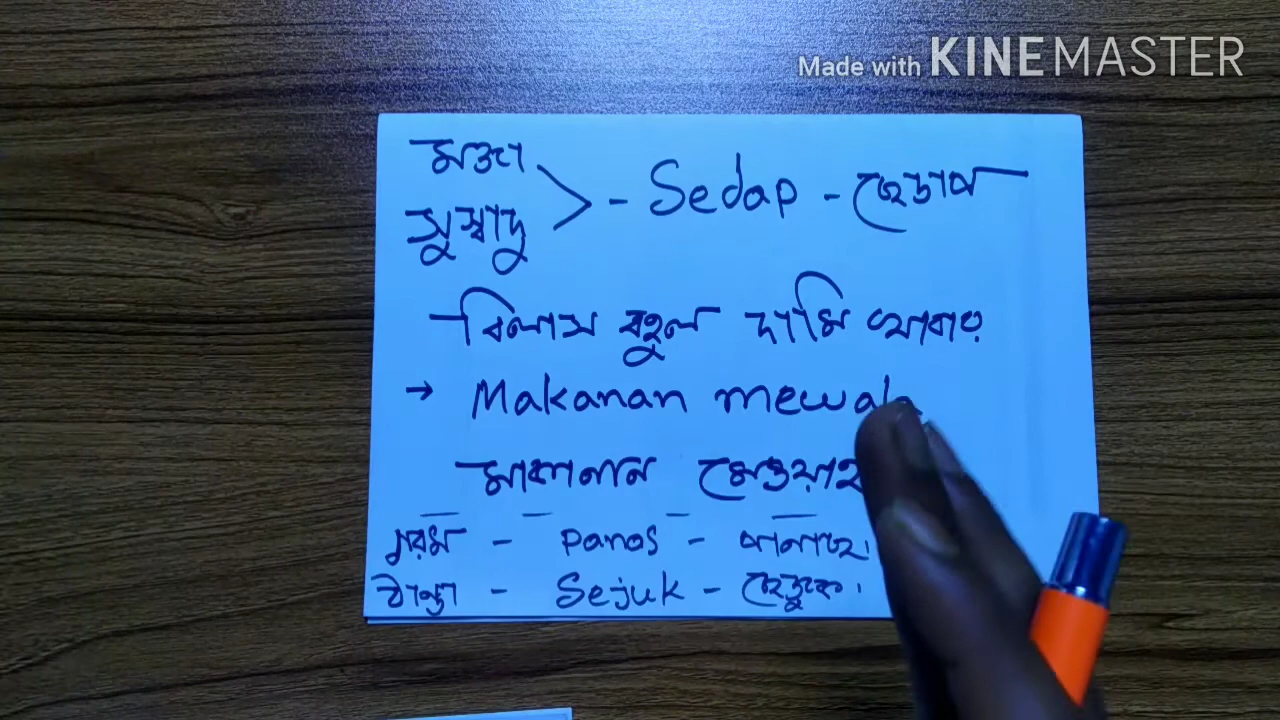 Made with KINEMASTER
মজা
সুস্বাদু > - Sedap - ছেডাপ
বিলাস বহুল দামি খাবার
→ Makanan mewah
মাকানান মেওয়াহ
গরম - panas - পানাছ।
ঠান্ডা - Sejuk - ছেজুক।